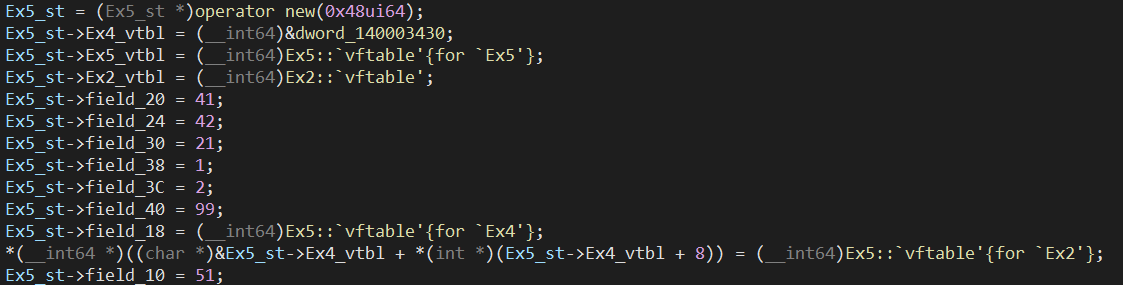 Ex5_st = (Ex5_st *)operator new(0x48ui64);
Ex5_st->Ex4_vtbl = (__int64)&dword_140003430;
Ex5_st->Ex5_vtbl = (__int64)Ex5::`vftable'{for `Ex5'};
Ex5_st->Ex2_vtbl = (__int64)Ex2::`vftable';
Ex5_st->field_20 = 41;
Ex5_st->field_24 = 42;
Ex5_st->field_30 = 21;
Ex5_st->field_38 = 1;
Ex5_st->field_3C = 2;
Ex5_st->field_40 = 99;
Ex5_st->field_18 = (__int64)Ex5::`vftable'{for `Ex4'};
*(__int64 *)((char *)&Ex5_st->Ex4_vtbl + *(int *)(Ex5_st->Ex4_vtbl + 8)) = (__int64)Ex5::`vftable'{for `Ex2'};
Ex5_st->field_10 = 51;